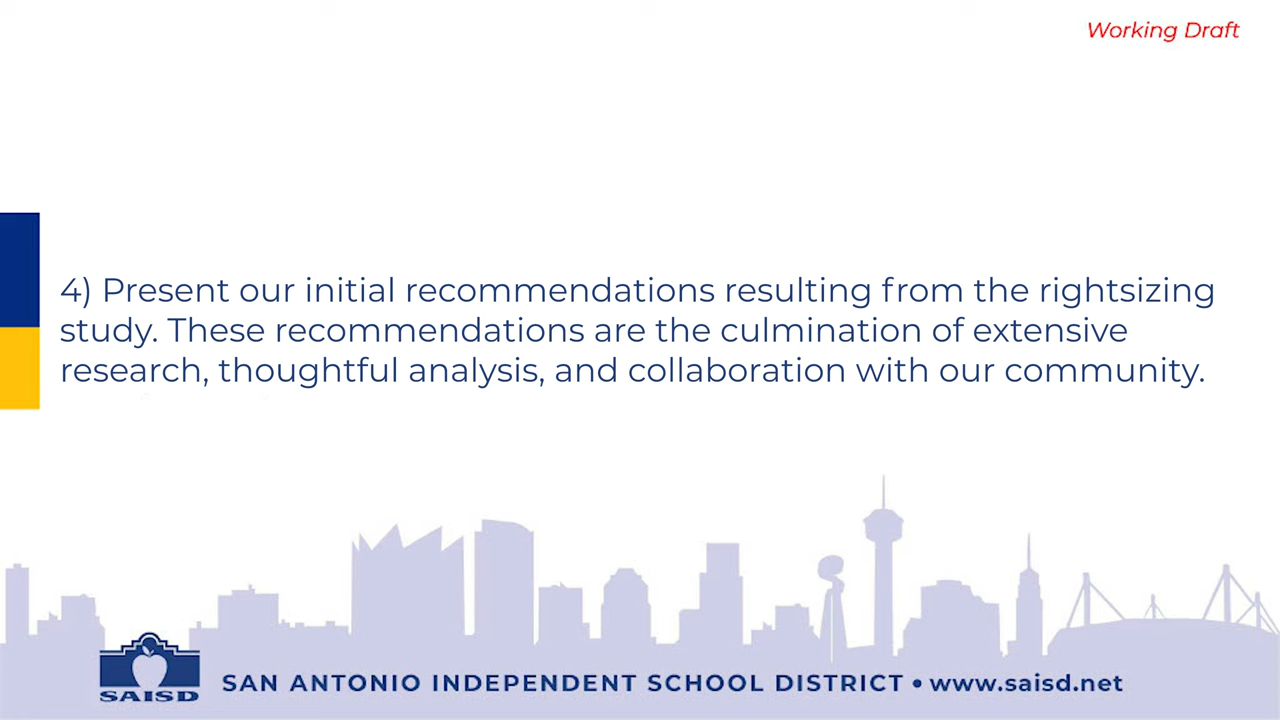 Working Draft
4) Present our initial recommendations resulting from the rightsizing
study. These recommendations are the culmination of extensive
research, thoughtful analysis, and collaboration with our community.
SAISD
SAN ANTONIO INDEPENDENT SCHOOL DISTRICT • www.saisd.net